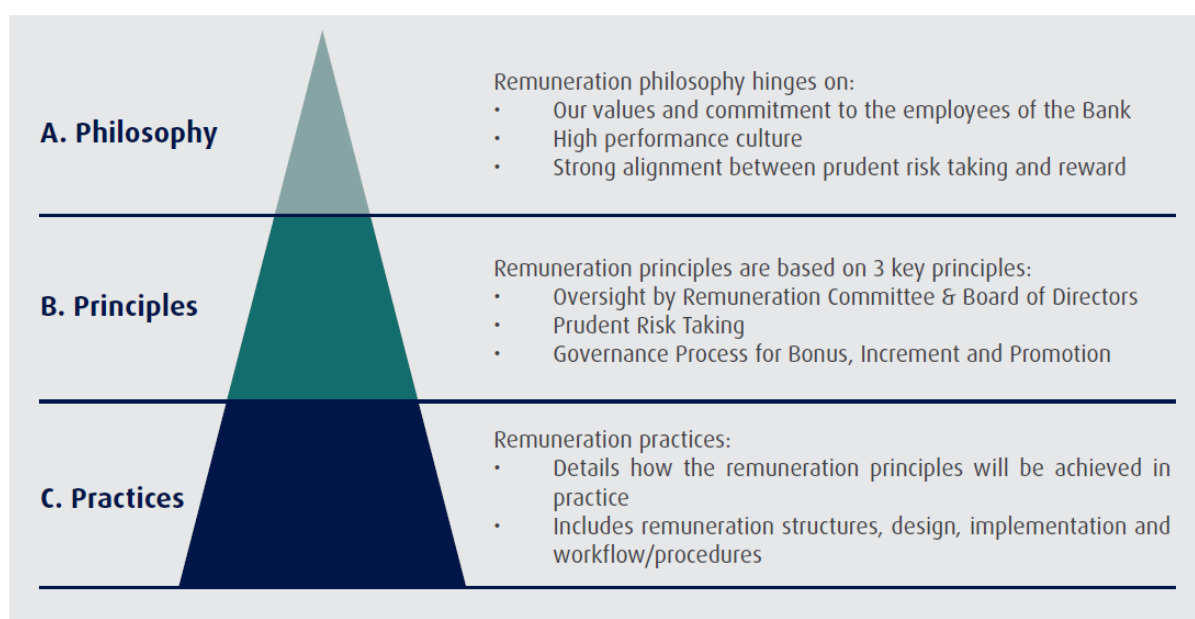 A. Philosophy
Remuneration philosophy hinges on:
• Our values and commitment to the employees of the Bank
• High performance culture
• Strong alignment between prudent risk taking and reward
B. Principles
Remuneration principles are based on 3 key principles:
• Oversight by Remuneration Committee & Board of Directors
• Prudent Risk Taking
• Governance Process for Bonus, Increment and Promotion
C. Practices
Remuneration practices:
• Details how the remuneration principles will be achieved in
practice
• Includes remuneration structures, design, implementation and
workflow/procedures